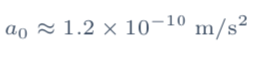 a₀ ≈ 1.2 × 10⁻¹⁰ m/s²